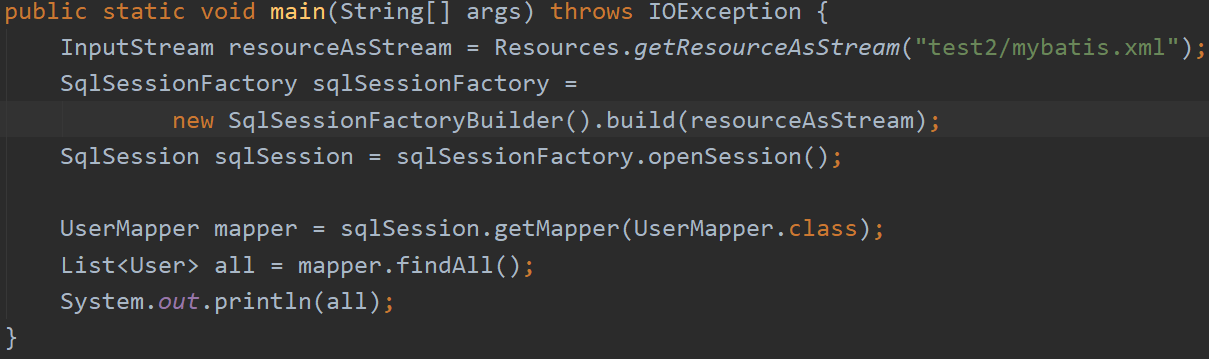 public static void main(String[] args) throws IOException {
    InputStream resourceAsStream = Resources.getResourceAsStream("test2/mybatis.xml");
    SqlSessionFactory sqlSessionFactory =
            new SqlSessionFactoryBuilder().build(resourceAsStream);
    SqlSession sqlSession = sqlSessionFactory.openSession();
    UserMapper mapper = sqlSession.getMapper(UserMapper.class);
    List<User> all = mapper.findAll();
    System.out.println(all);
}